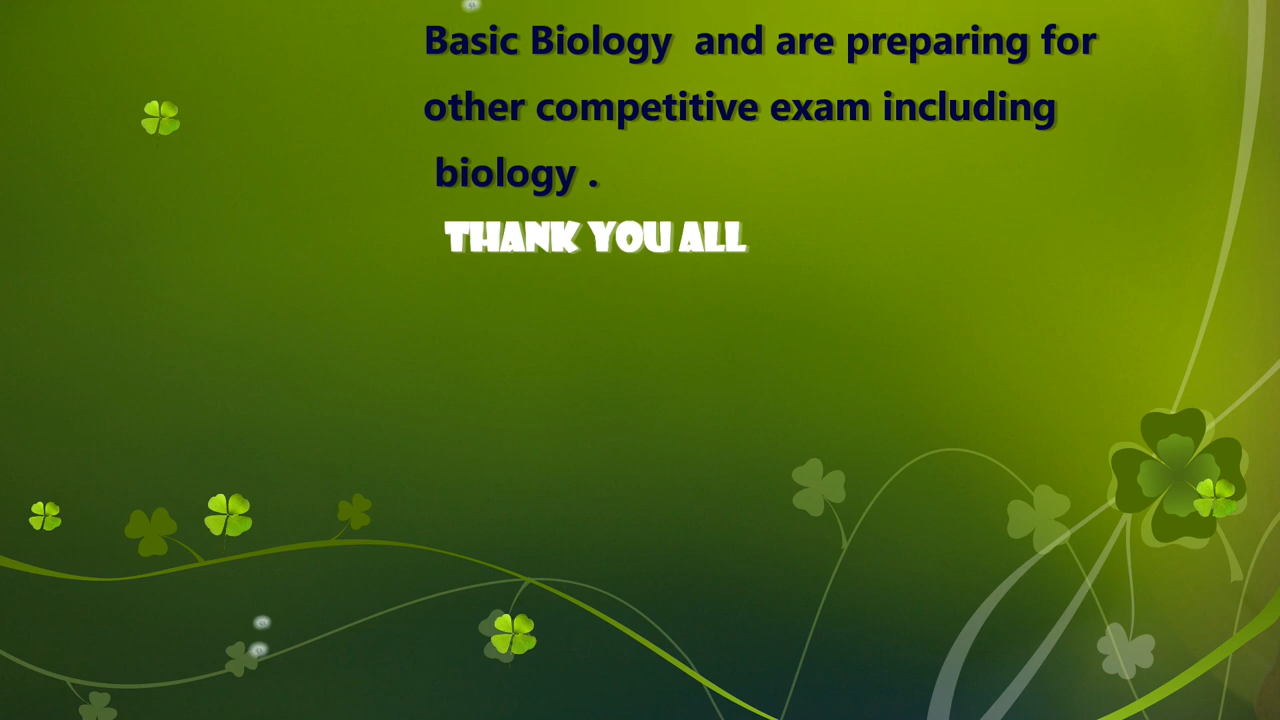 Basic Biology and are preparing for
other competitive exam including
biology .
THANK YOU ALL